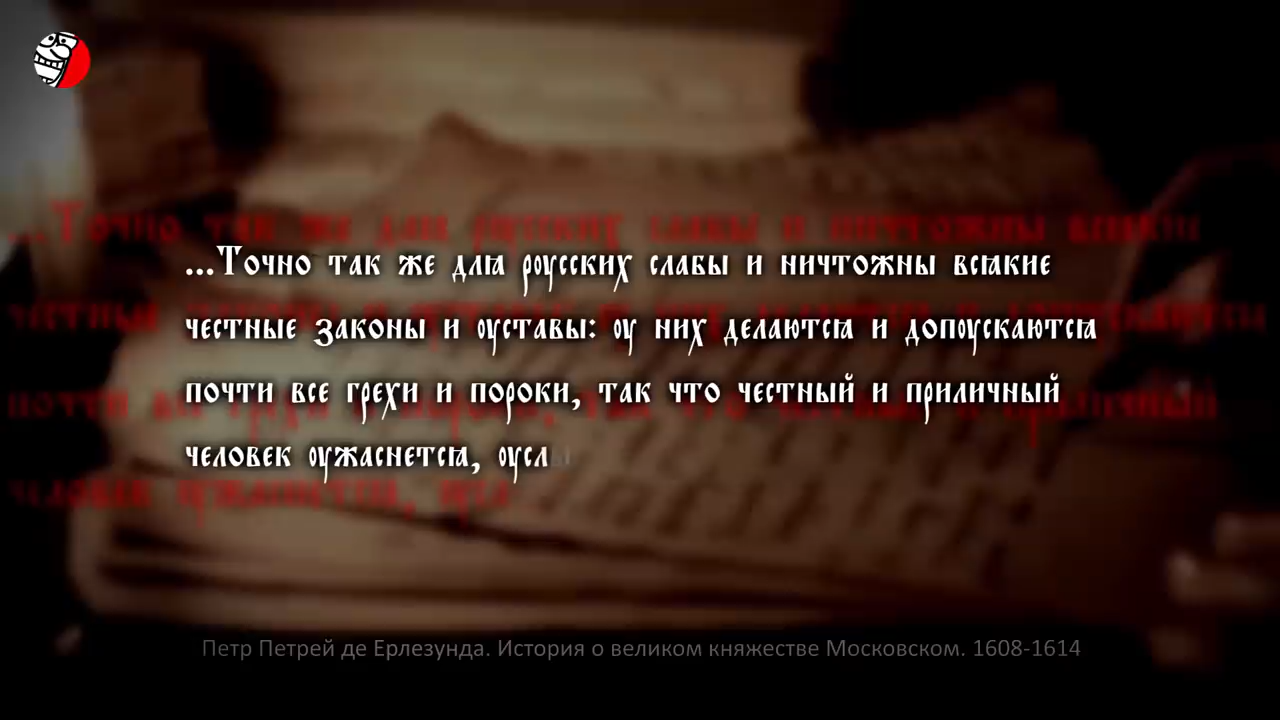 ...Точно так же для русских слабы и ничтожны всякие
честные законы и уставы: у них делаются и допускаются
почти все грехи и пороки, так что честный и приличный
человек ужаснется, усл
Петр Петрей де Ерлезунда. История о великом княжестве Московском. 1608-1614